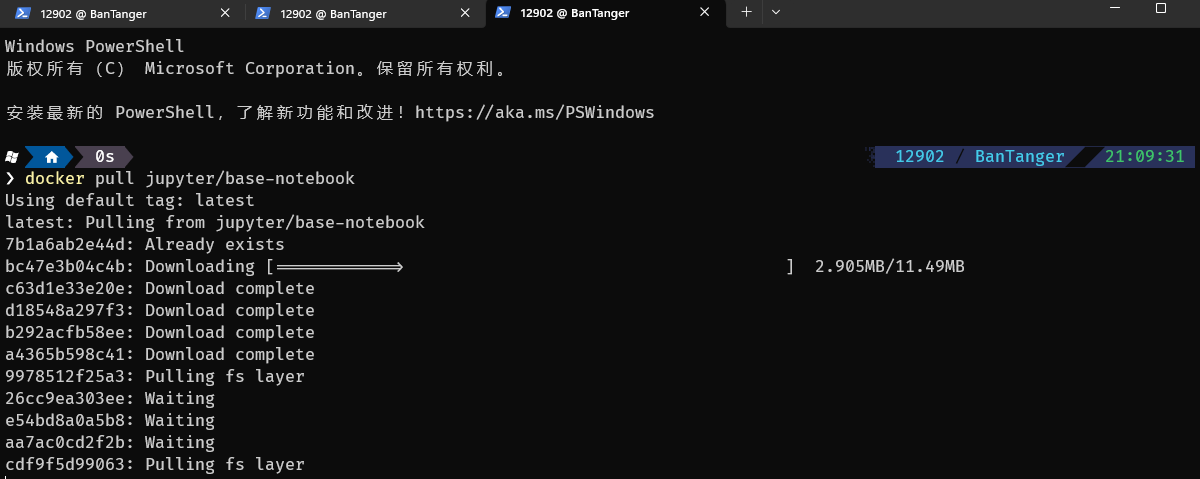 12902 @ BanTanger 12902 @ BanTanger 12902 @ BanTanger
Windows PowerShell
版权所有（C） Microsoft Corporation。保留所有权利。
安装最新的 PowerShell，了解新功能和改进！https://aka.ms/PSWindows
0s 12902 / BanTanger 21:09:31
❯ docker pull jupyter/base-notebook
Using default tag: latest
latest: Pulling from jupyter/base-notebook
7b1a6ab2e44d: Already exists
bc47e3b04c4b: Downloading [============> ] 2.905MB/11.49MB
c63d1e33e20e: Download complete
d18548a297f3: Download complete
b292acfb58ee: Download complete
a4365b598c41: Download complete
9978512f25a3: Pulling fs layer
26cc9ea303ee: Waiting
e54bd8a0a5b8: Waiting
aa7ac0cd2f2b: Waiting
cdf9f5d99063: Pulling fs layer